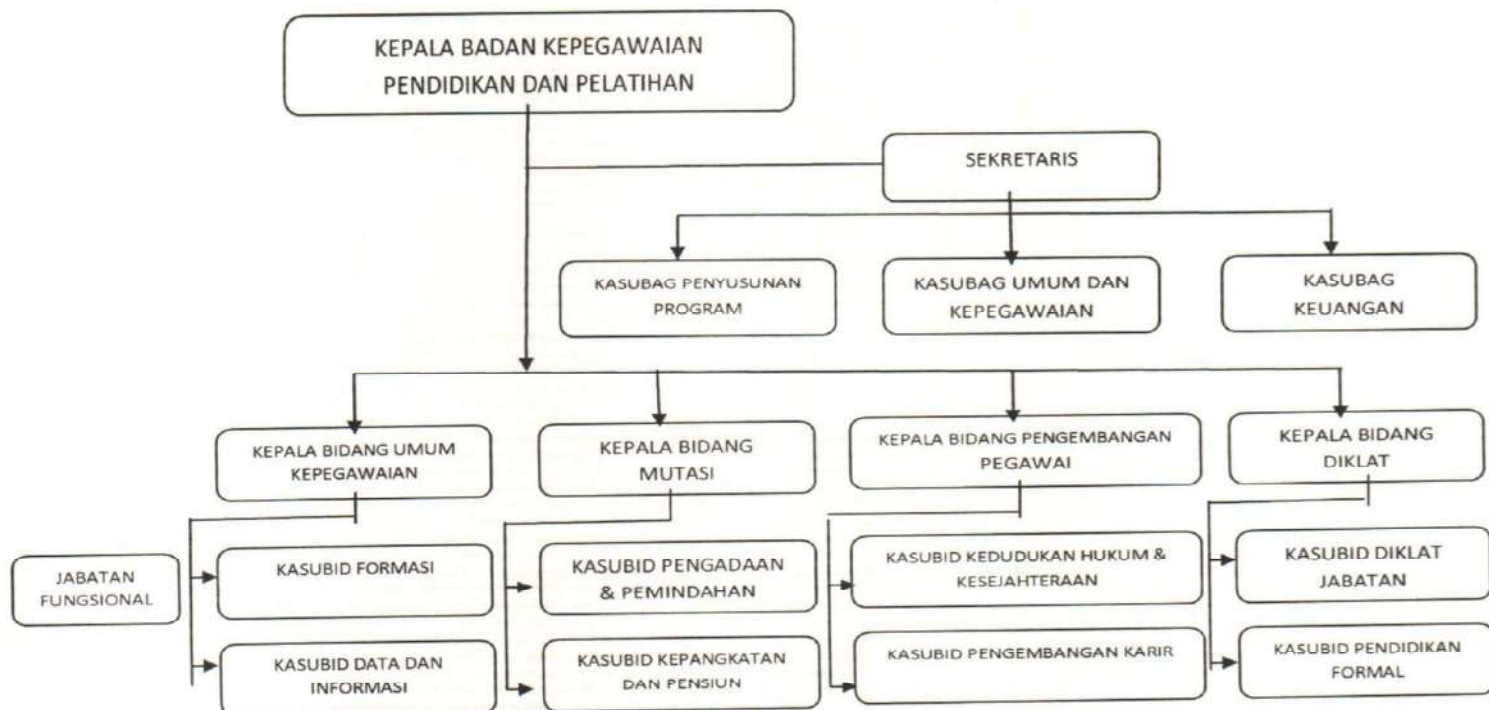 KEPALA BADAN KEPEGAWAIAN
PENDIDIKAN DAN PELATIHAN
SEKRETARIS
KASUBAG PENYUSUNAN
PROGRAM
KASUBAG UMUM DAN
KEPEGAWAIAN
KASUBAG
KEUANGAN
KEPALA BIDANG UMUM
KEPEGAWAIAN
KEPALA BIDANG
MUTASI
KEPALA BIDANG PENGEMBANGAN
PEGAWAI
KEPALA BIDANG
DIKLAT
JABATAN
FUNGSIONAL
KASUBID FORMASI
KASUBID PENGADAAN
& PEMINDAHAN
KASUBID KEDUDUKAN HUKUM &
KESEJAHTERAAN
KASUBID DIKLAT
JABATAN
KASUBID DATA DAN
INFORMASI
KASUBID KEPANGKATAN
DAN PENSIUN
KASUBID PENGEMBANGAN KARIR
KASUBID PENDIDIKAN
FORMAL